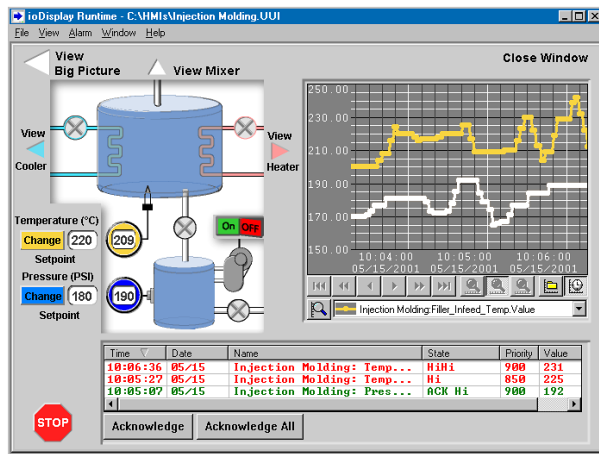 ioDisplay Runtime - C:\HMIs\Injection Molding.UUI
File View Alarm Window Help
View
Big Picture
View Mixer
Close Window
View
Cooler
View
Heater
Temperature (°C)
Change 220
Setpoint
Pressure (PSI)
Change 180
Setpoint
209
190
On OFF
250.00
230.00
210.00
190.00
170.00
150.00
10:04:00 10:05:00 10:06:00
05/15/2001 05/15/2001 05/15/2001
Injection Molding:Filler_Infeed_Temp.Value
Time Date Name State Priority Value
10:06:36 05/15 Injection Molding: Temp... HiHi 900 231
10:05:27 05/15 Injection Molding: Temp... Hi 850 225
10:05:07 05/15 Injection Molding: Pres... ACK Hi 900 192
STOP
Acknowledge Acknowledge All